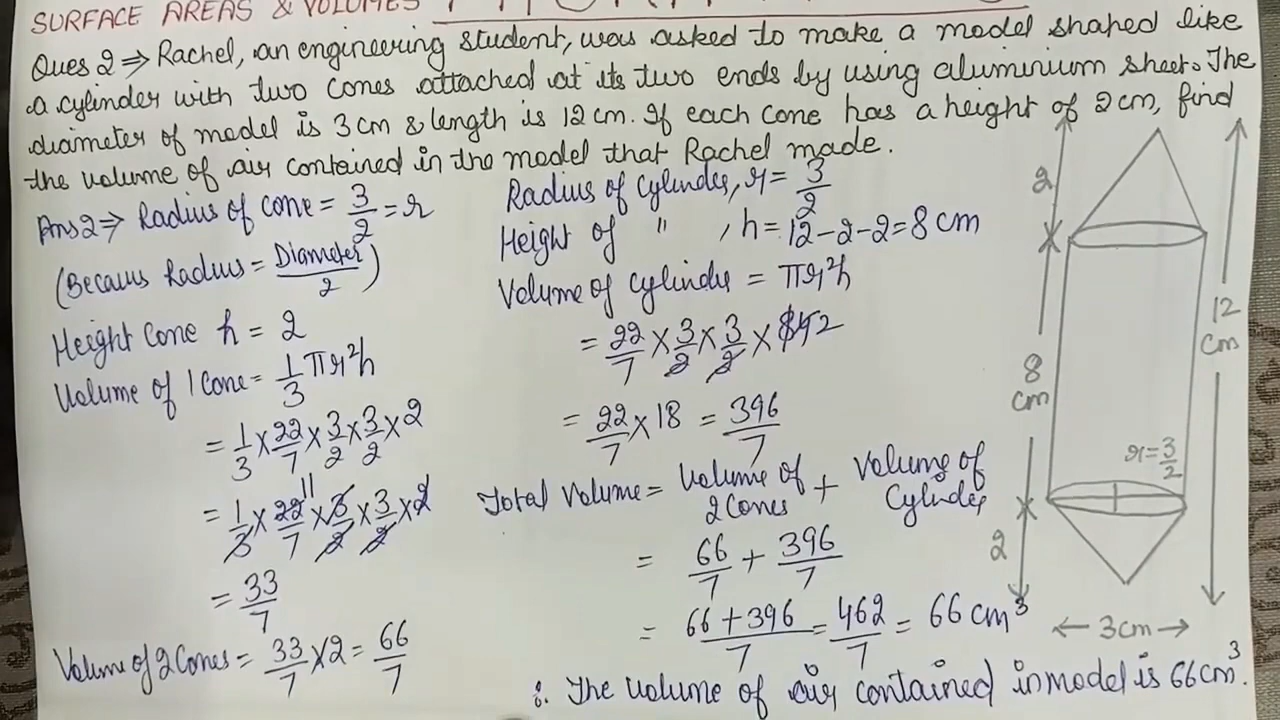 SURFACE AREAS & VOLUMES
Ques 2 ⇒ Rachel, an engineering student, was asked to make a model shaped like
a cylinder with two cones attached at its two ends by using aluminium sheet. The
diameter of model is 3 cm & length is 12 cm. If each cone has a height of 2 cm, find
the volume of air contained in the model that Rachel made.
Ans 2 ⇒ Radius of cone = 3/2 = r
(Becaus Radius = Diameter/2)
Height Cone h = 2
Volume of 1 Cone = 1/3 πr²h
= 1/3 × 22/7 × 3/2 × 3/2 × 2
= 1/3 × 22/7 × 3/2 × 3/2 × 2
11
= 33/7
Volume of 2 Cones = 33/7 × 2 = 66/7
Radius of cylinder, r = 3/2
Height of " , h = 12-2-2 = 8 cm
Volume of cylinder = πr²h
= 22/7 × 3/2 × 3/2 × 8 4 2
= 22/7 × 18 = 396/7
Total Volume = Volume of 2 Cones + Volume of Cylinder
= 66/7 + 396/7
= 66 + 396/7 = 462/7 = 66 cm³
∴ The volume of air contained in model is 66 cm³.
2
8 cm
2
12 cm
r = 3/2
3 cm